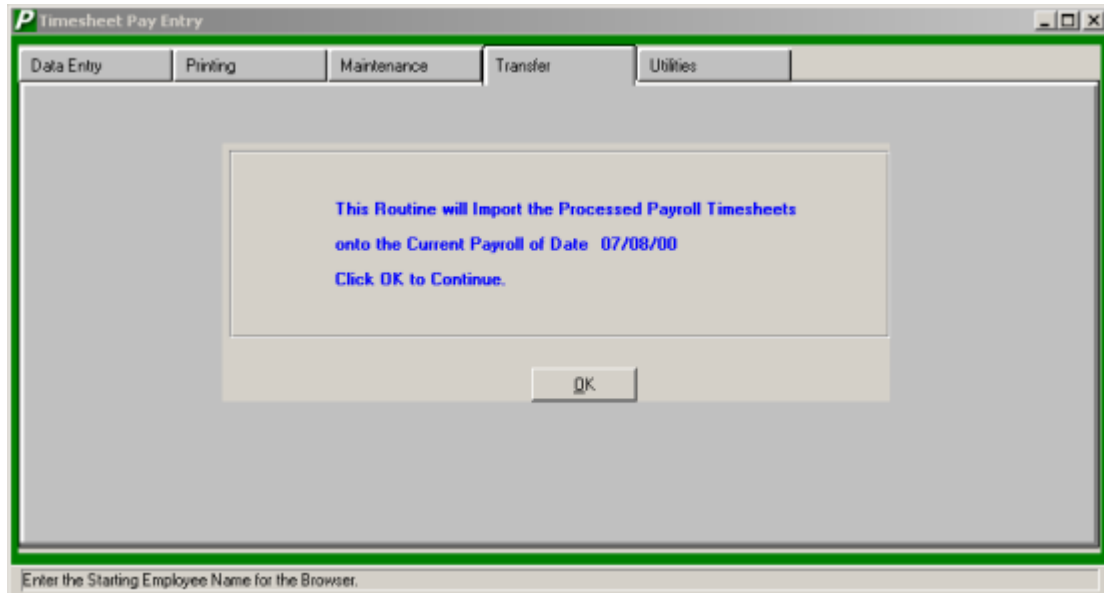 P Timesheet Pay Entry
Data Entry Printing Maintenance Transfer Utilities
This Routine will Import the Processed Payroll Timesheets
onto the Current Payroll of Date 07/08/00
Click OK to Continue.
OK
Enter the Starting Employee Name for the Browser.